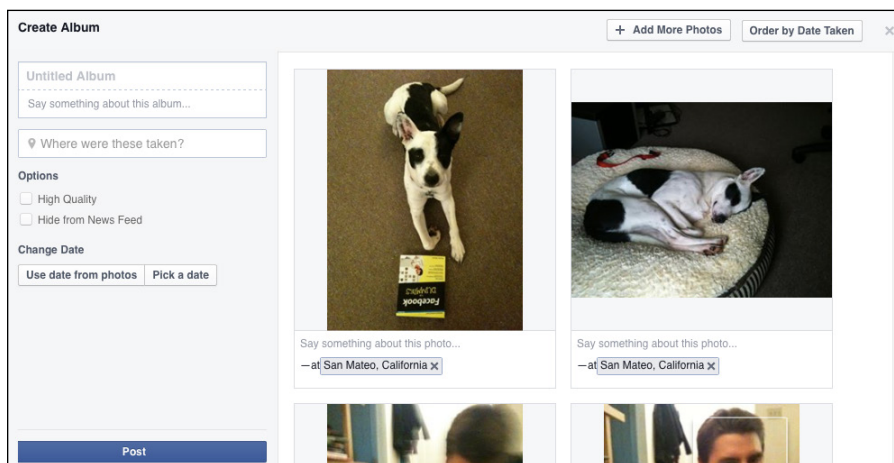 Create Album
+ Add More Photos
Order by Date Taken
Untitled Album
Say something about this album...
Where were these taken?
Options
High Quality
Hide from News Feed
Change Date
Use date from photos
Pick a date
Facebook
DUMMIES
Say something about this photo...
—at San Mateo, California ×
Say something about this photo...
—at San Mateo, California ×
Post